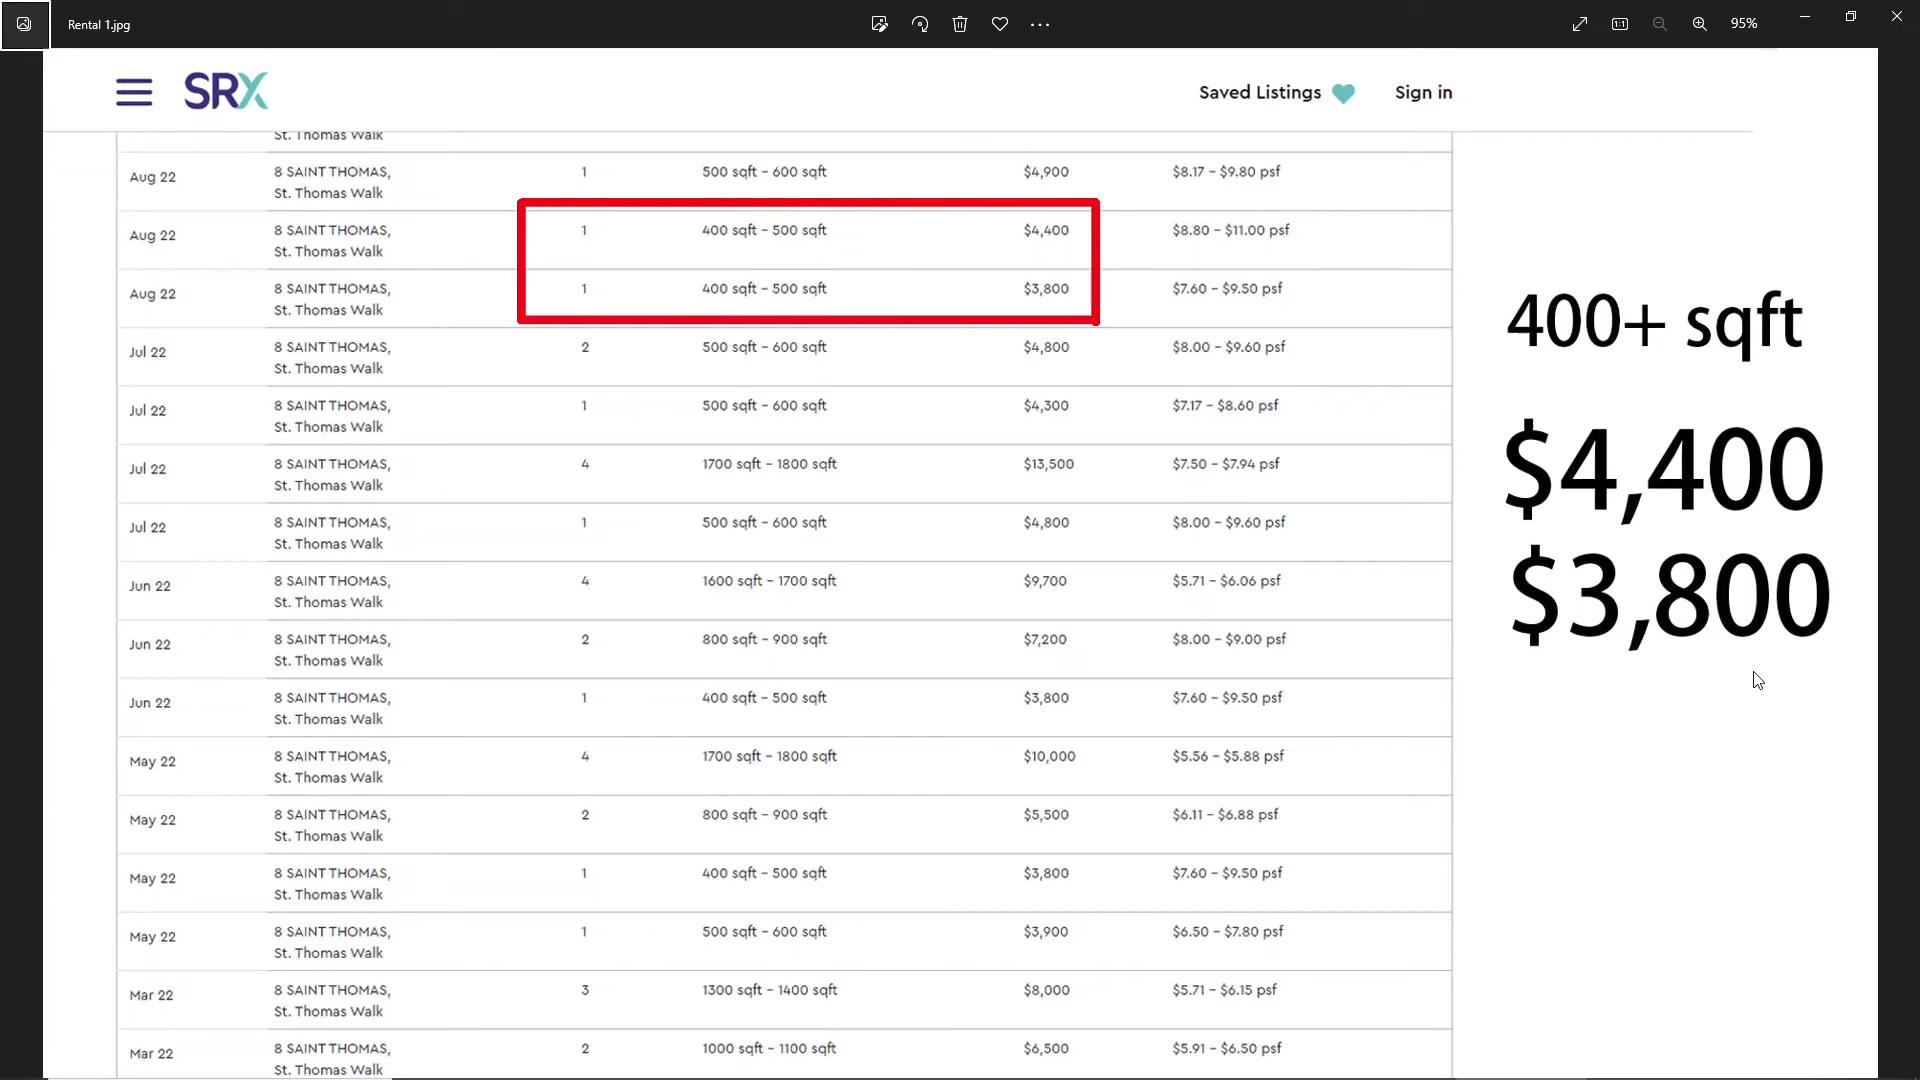 Rental 1.jpg
95%
SRX
Saved Listings
Sign in
St. Thomas Walk
Aug 22 8 SAINT THOMAS, 1 500 sqft - 600 sqft $4,900 $8.17 - $9.80 psf
St. Thomas Walk
Aug 22 8 SAINT THOMAS, 1 400 sqft - 500 sqft $4,400 $8.80 - $11.00 psf
St. Thomas Walk
Aug 22 8 SAINT THOMAS, 1 400 sqft - 500 sqft $3,800 $7.60 - $9.50 psf
St. Thomas Walk
Jul 22 8 SAINT THOMAS, 2 500 sqft - 600 sqft $4,800 $8.00 - $9.60 psf
St. Thomas Walk
Jul 22 8 SAINT THOMAS, 1 500 sqft - 600 sqft $4,300 $7.17 - $8.60 psf
St. Thomas Walk
Jul 22 8 SAINT THOMAS, 4 1700 sqft - 1800 sqft $13,500 $7.50 - $7.94 psf
St. Thomas Walk
Jul 22 8 SAINT THOMAS, 1 500 sqft - 600 sqft $4,800 $8.00 - $9.60 psf
St. Thomas Walk
Jun 22 8 SAINT THOMAS, 4 1600 sqft - 1700 sqft $9,700 $5.71 - $6.06 psf
St. Thomas Walk
Jun 22 8 SAINT THOMAS, 2 800 sqft - 900 sqft $7,200 $8.00 - $9.00 psf
St. Thomas Walk
Jun 22 8 SAINT THOMAS, 1 400 sqft - 500 sqft $3,800 $7.60 - $9.50 psf
St. Thomas Walk
May 22 8 SAINT THOMAS, 4 1700 sqft - 1800 sqft $10,000 $5.56 - $5.88 psf
St. Thomas Walk
May 22 8 SAINT THOMAS, 2 800 sqft - 900 sqft $5,500 $6.11 - $6.88 psf
St. Thomas Walk
May 22 8 SAINT THOMAS, 1 400 sqft - 500 sqft $3,800 $7.60 - $9.50 psf
St. Thomas Walk
May 22 8 SAINT THOMAS, 1 500 sqft - 600 sqft $3,900 $6.50 - $7.80 psf
St. Thomas Walk
Mar 22 8 SAINT THOMAS, 3 1300 sqft - 1400 sqft $8,000 $5.71 - $6.15 psf
St. Thomas Walk
Mar 22 8 SAINT THOMAS, 2 1000 sqft - 1100 sqft $6,500 $5.91 - $6.50 psf
St. Thomas Walk
400+ sqft
$4,400
$3,800